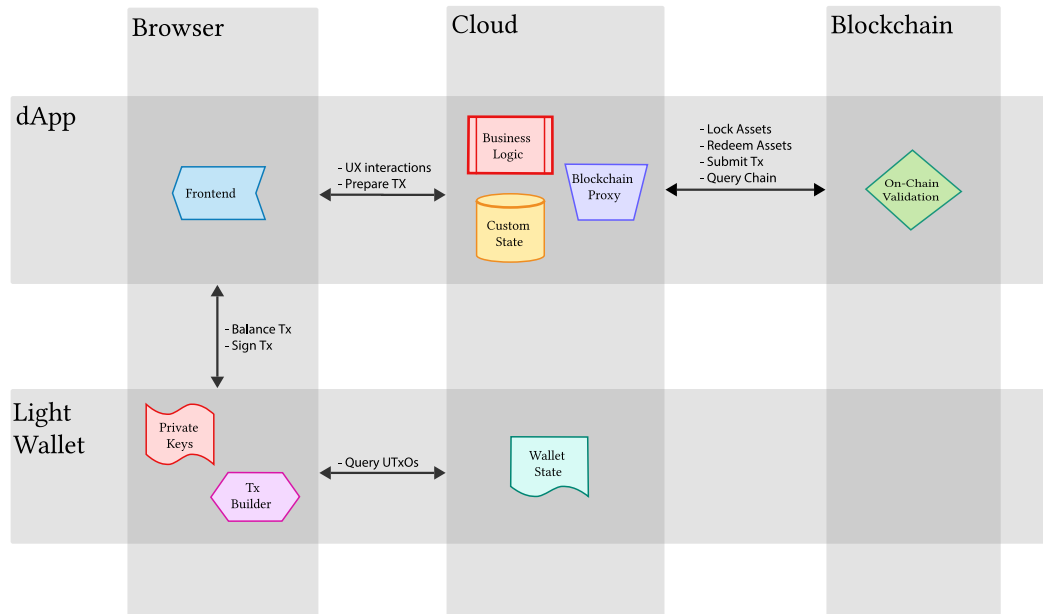 Browser
Cloud
Blockchain
dApp
Frontend
- UX interactions
- Prepare TX
Business
Logic
Blockchain
Proxy
Custom
State
- Lock Assets
- Redeem Assets
- Submit Tx
- Query Chain
On-Chain
Validation
- Balance Tx
- Sign Tx
Light
Wallet
Private
Keys
Tx
Builder
- Query UTxOs
Wallet
State